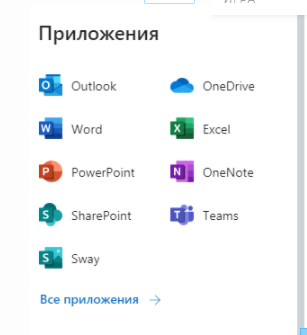 Приложения
Outlook OneDrive
Word Excel
PowerPoint OneNote
SharePoint Teams
Sway
Все приложения →